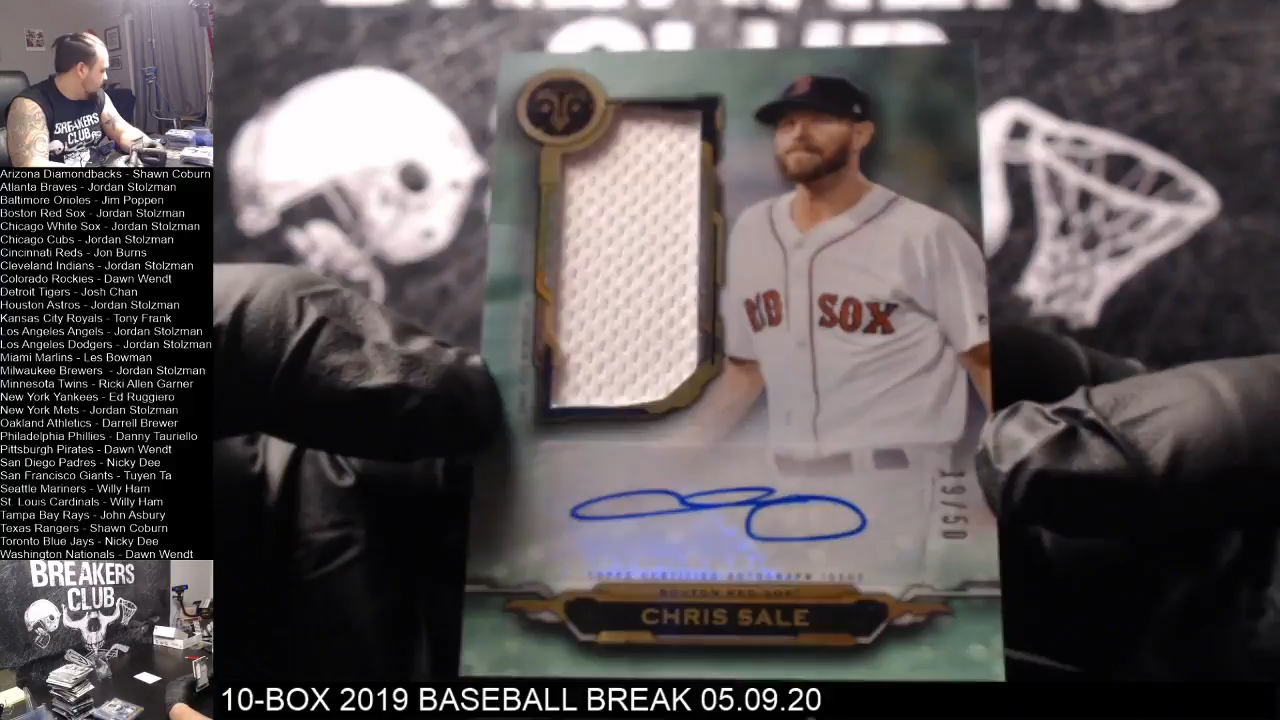 BREAKERS
CLUB
Arizona Diamondbacks - Shawn Coburn
Atlanta Braves - Jordan Stolzman
Baltimore Orioles - Jim Poppen
Boston Red Sox - Jordan Stolzman
Chicago White Sox - Jordan Stolzman
Chicago Cubs - Jordan Stolzman
Cincinnati Reds - Jon Burns
Cleveland Indians - Jordan Stolzman
Colorado Rockies - Dawn Wendt
Detroit Tigers - Josh Chan
Houston Astros - Jordan Stolzman
Kansas City Royals - Tony Frank
Los Angeles Angels - Jordan Stolzman
Los Angeles Dodgers - Jordan Stolzman
Miami Marlins - Les Bowman
Milwaukee Brewers - Jordan Stolzman
Minnesota Twins - Ricki Allen Garner
New York Yankees - Ed Ruggiero
New York Mets - Jordan Stolzman
Oakland Athletics - Darrell Brewer
Philadelphia Phillies - Danny Tauriello
Pittsburgh Pirates - Dawn Wendt
San Diego Padres - Nicky Dee
San Francisco Giants - Tuyen Ta
Seattle Mariners - Willy Ham
St. Louis Cardinals - Willy Ham
Tampa Bay Rays - John Asbury
Texas Rangers - Shawn Coburn
Toronto Blue Jays - Nicky Dee
Washington Nationals - Dawn Wendt
BREAKERS
CLUB
RED SOX
19/50
TOPPS CERTIFIED AUTOGRAPH ISSUE
BOSTON RED SOX
CHRIS SALE
10-BOX 2019 BASEBALL BREAK 05.09.20